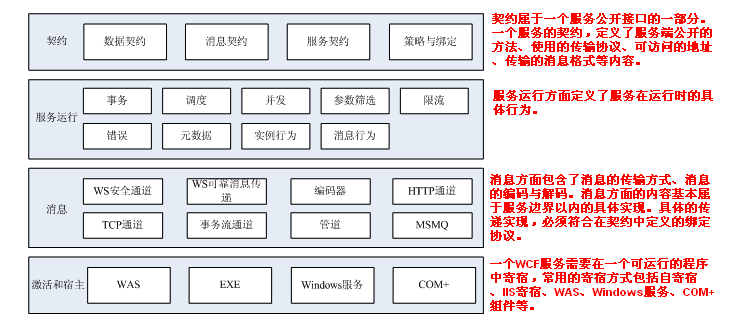 契约
数据契约
消息契约
服务契约
策略与绑定
契约属于一个服务公开接口的一部分。
一个服务的契约，定义了服务端公开的
方法、使用的传输协议、可访问的地址
、传输的消息格式等内容。
服务运行
事务
调度
并发
参数筛选
限流
错误
元数据
实例行为
消息行为
服务运行方面定义了服务在运行时的具
体行为。
消息
WS安全通道
WS可靠消息传
递
编码器
HTTP通道
TCP通道
事务流通道
管道
MSMQ
消息方面包含了消息的传输方式、消息
的编码与解码。消息方面的内容基本属
于服务边界以内的具体实现。具体的传
递实现，必须符合在契约中定义的绑定
协议。
激活和宿主
WAS
EXE
Windows服务
COM+
一个WCF服务需要在一个可运行的程序
中寄宿，常用的寄宿方式包括自寄宿
、IIS寄宿、WAS、Windows服务、COM+
组件等。